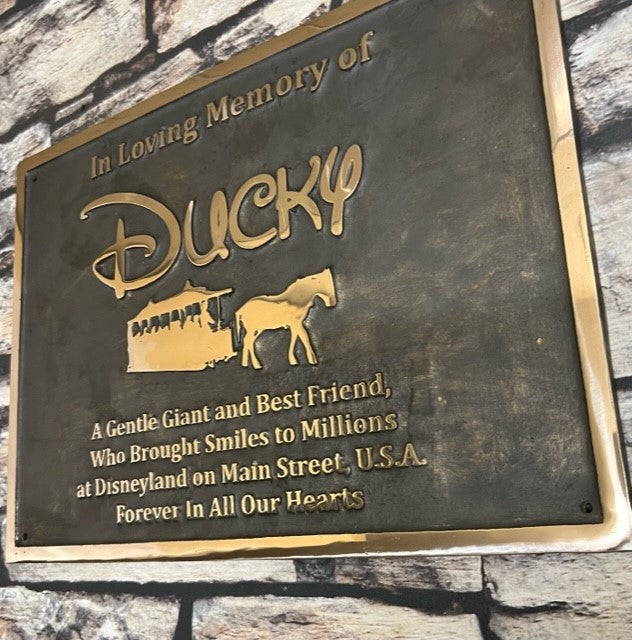 In Loving Memory of
Ducky
A Gentle Giant and Best Friend,
Who Brought Smiles to Millions
at Disneyland on Main Street, U.S.A.
Forever In All Our Hearts